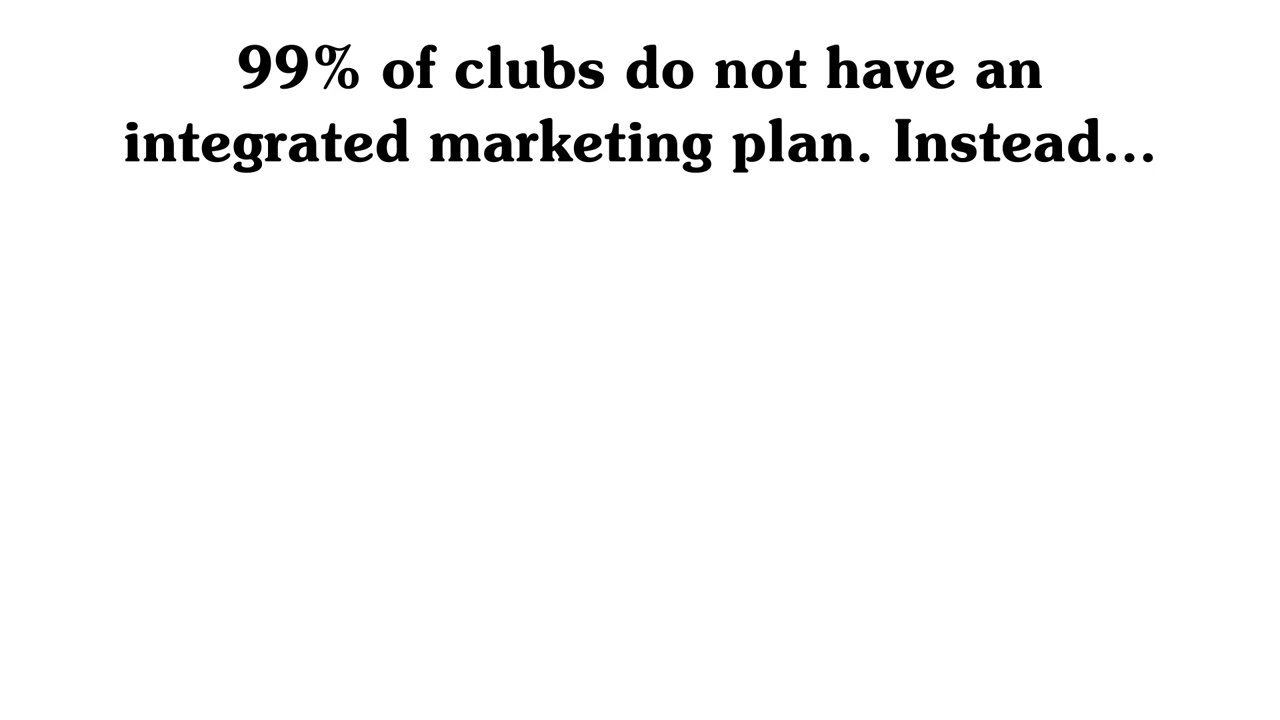 99% of clubs do not have an
integrated marketing plan. Instead...